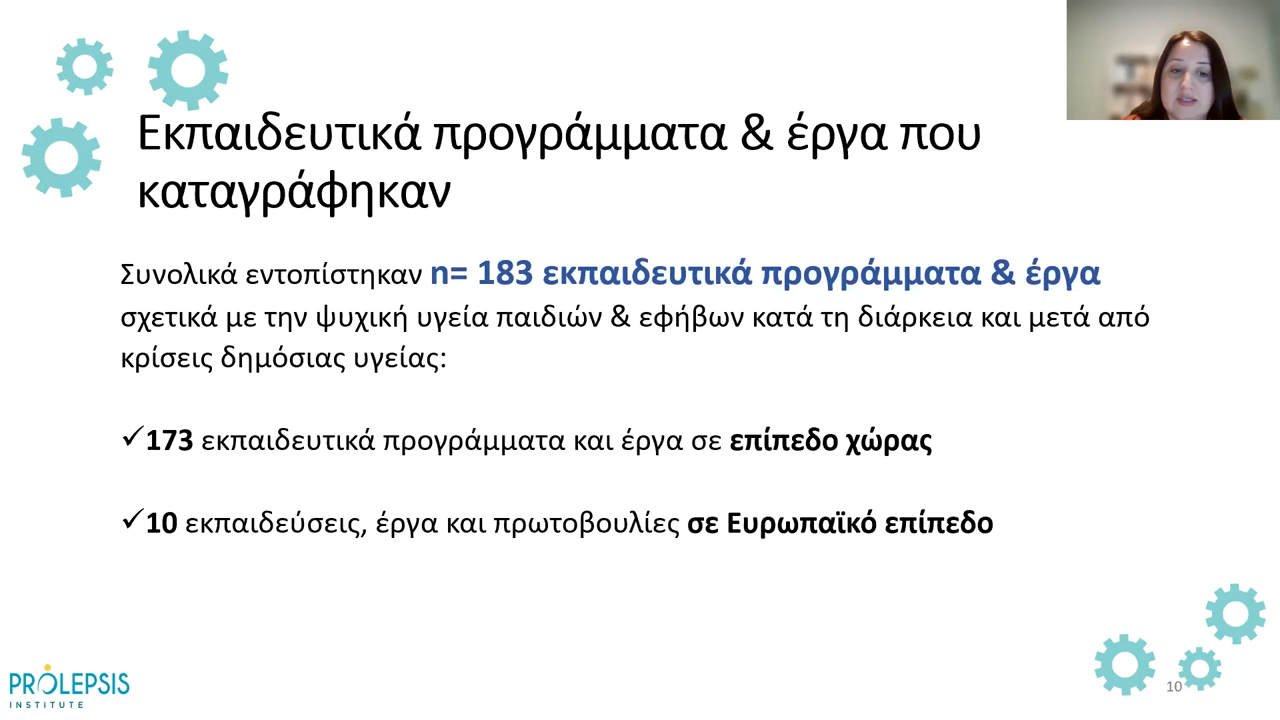 Εκπαιδευτικά προγράμματα & έργα που
καταγράφηκαν
Συνολικά εντοπίστηκαν n= 183 εκπαιδευτικά προγράμματα & έργα
σχετικά με την ψυχική υγεία παιδιών & εφήβων κατά τη διάρκεια και μετά από
κρίσεις δημόσιας υγείας:
✓173 εκπαιδευτικά προγράμματα και έργα σε επίπεδο χώρας
✓10 εκπαιδεύσεις, έργα και πρωτοβουλίες σε Ευρωπαϊκό επίπεδο
PROLEPSIS
INSTITUTE
10